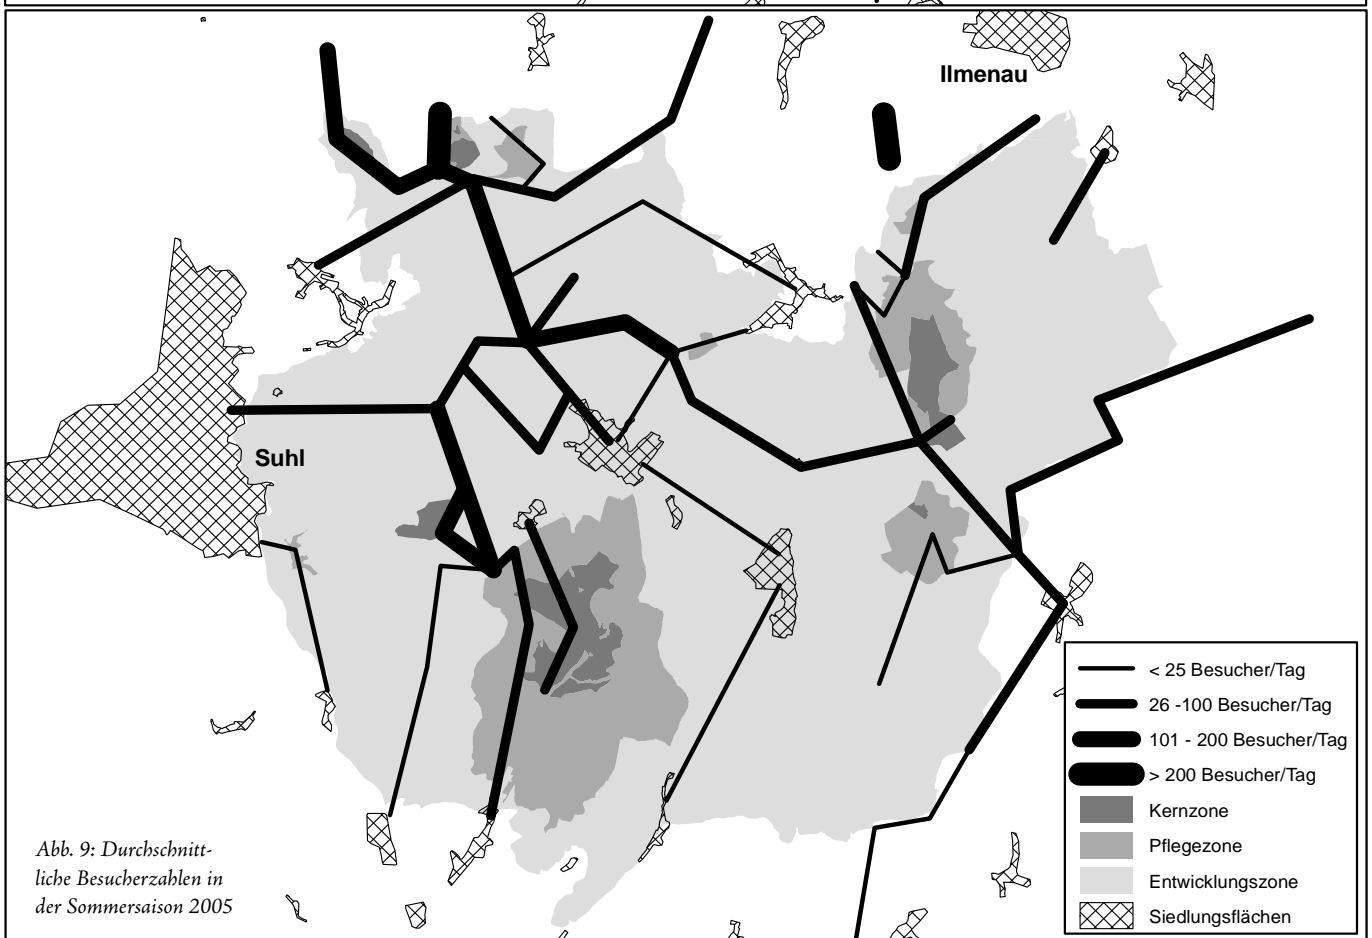 Ilmenau
Suhl
< 25 Besucher/Tag
26 -100 Besucher/Tag
101 - 200 Besucher/Tag
> 200 Besucher/Tag
Kernzone
Pflegezone
Entwicklungszone
Siedlungsflächen
Abb. 9: Durchschnitt-
liche Besucherzahlen in
der Sommersaison 2005